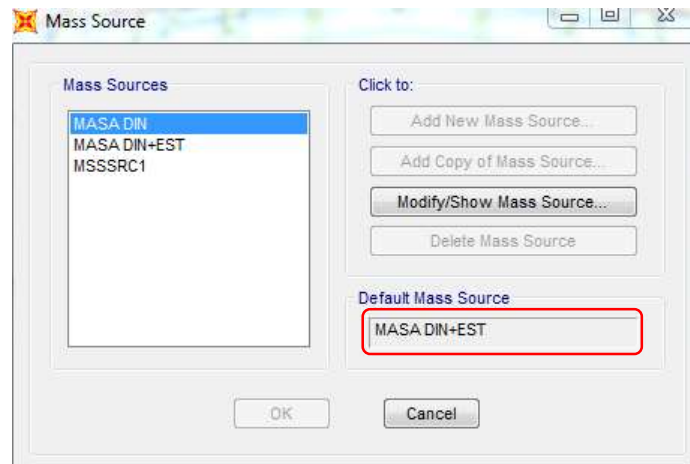 Mass Source
Mass Sources
MASA DIN
MASA DIN+EST
MSSSRC1
Click to:
Add New Mass Source...
Add Copy of Mass Source...
Modify/Show Mass Source...
Delete Mass Source
Default Mass Source
MASA DIN+EST
OK
Cancel